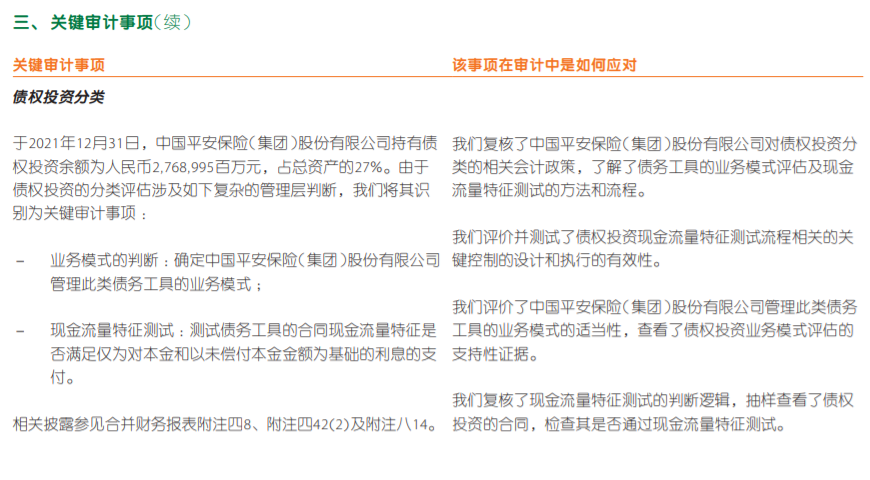 三、关键审计事项（续）
关键审计事项
该事项在审计中是如何应对
债权投资分类
于2021年12月31日，中国平安保险（集团）股份有限公司持有债
权投资余额为人民币2,768,995百万元，占总资产的27%。由于
债权投资的分类评估涉及如下复杂的管理层判断，我们将其识
别为关键审计事项：
– 业务模式的判断：确定中国平安保险（集团）股份有限公司
管理此类债务工具的业务模式；
– 现金流量特征测试：测试债务工具的合同现金流量特征是
否满足仅为对本金和以未偿付本金金额为基础的利息的支
付。
相关披露参见合并财务报表附注四8、附注四42(2)及附注八14。
我们复核了中国平安保险（集团）股份有限公司对债权投资分
类的相关会计政策，了解了债务工具的业务模式评估及现金
流量特征测试的方法和流程。
我们评价并测试了债权投资现金流量特征测试流程相关的关
键控制的设计和执行的有效性。
我们评价了中国平安保险（集团）股份有限公司管理此类债务
工具的业务模式的适当性，查看了债权投资业务模式评估的
支持性证据。
我们复核了现金流量特征测试的判断逻辑，抽样查看了债权
投资的合同，检查其是否通过现金流量特征测试。